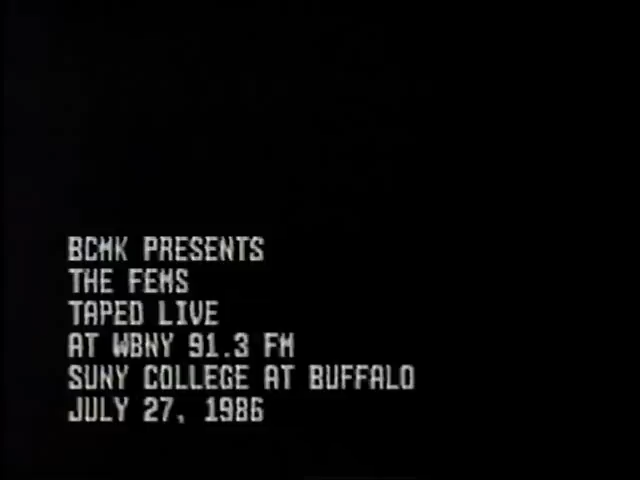 BCMK PRESENTS
THE FEMS
TAPED LIVE
AT WBNY 91.3 FM
SUNY COLLEGE AT BUFFALO
JULY 27, 1986